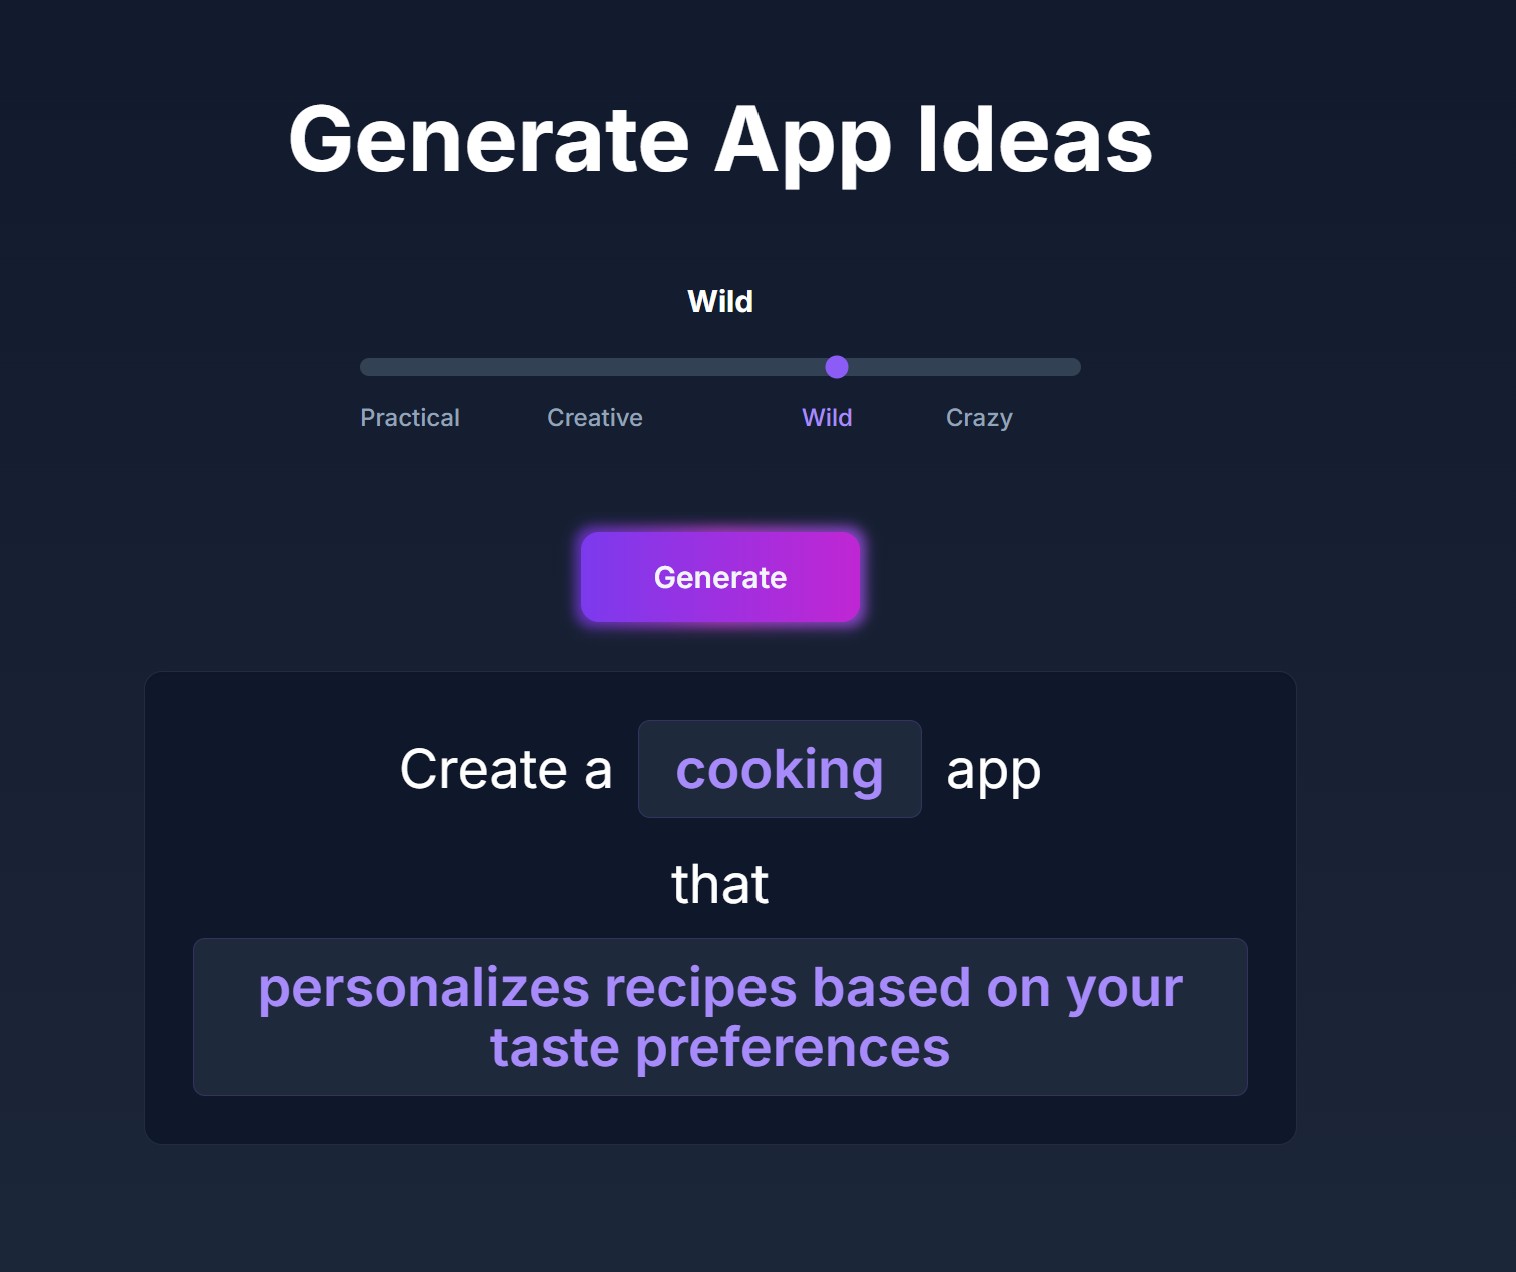 Generate App Ideas
Wild
Practical Creative Wild Crazy
Generate
Create a cooking app
that
personalizes recipes based on your
taste preferences